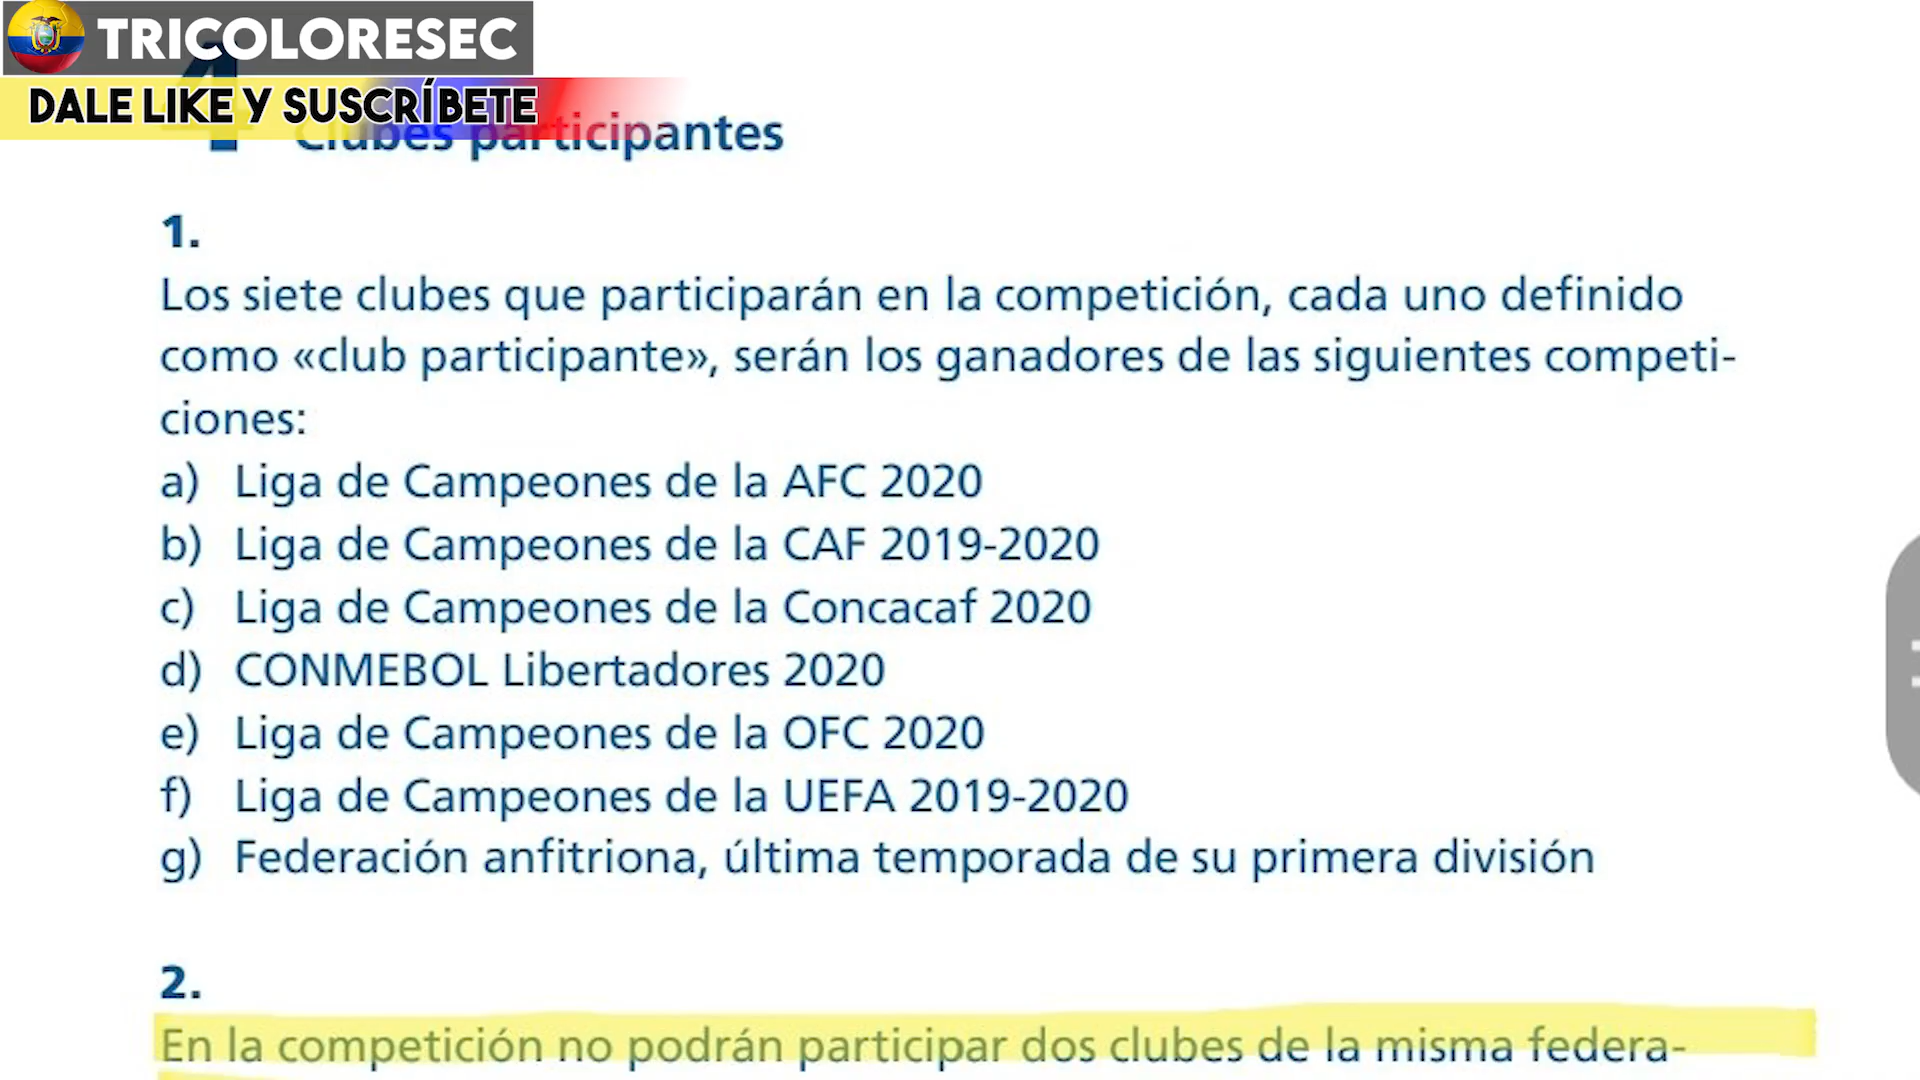 TRICOLORESEC
DALE LIKE Y SUSCRÍBETE
4 Clubes participantes
1.
Los siete clubes que participarán en la competición, cada uno definido
como «club participante», serán los ganadores de las siguientes competi-
ciones:
a) Liga de Campeones de la AFC 2020
b) Liga de Campeones de la CAF 2019-2020
c) Liga de Campeones de la Concacaf 2020
d) CONMEBOL Libertadores 2020
e) Liga de Campeones de la OFC 2020
f) Liga de Campeones de la UEFA 2019-2020
g) Federación anfitriona, última temporada de su primera división
2.
En la competición no podrán participar dos clubes de la misma federa-